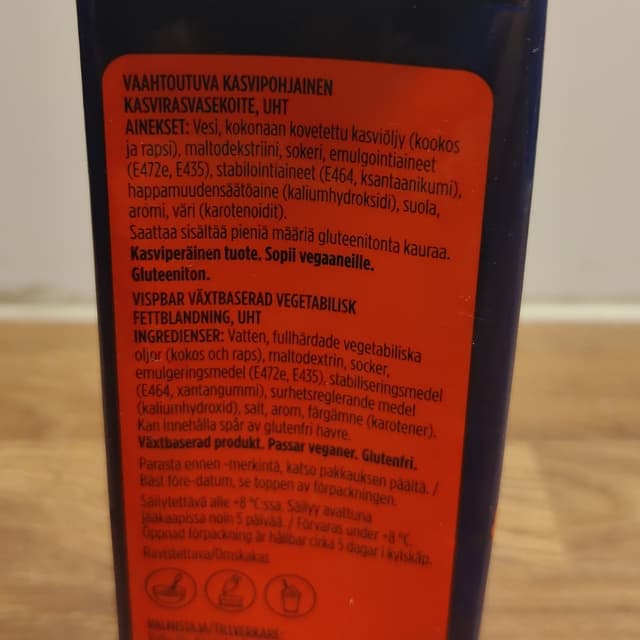 VAAHTOUTUVA KASVIPOHJAINEN
KASVIRASVASEKOITE, UHT
AINEKSET: Vesi, kokonaan kovetettu kasviöljy (kookos
ja rapsi), maltodekstriini, sokeri, emulgointiaineet
(E472e, E435), stabilointiaineet (E464, ksantaanikumi),
happamuudensäätöaine (kaliumhydroksidi), suola,
aromi, väri (karotenoidit).
Saattaa sisältää pieniä määriä gluteenitonta kauraa.
Kasviperäinen tuote. Sopii vegaaneille.
Gluteeniton.
VISPBAR VÄXTBASERAD VEGETABILISK
FETTBLANDNING, UHT
INGREDIENSER: Vatten, fullhärdade vegetabiliska
oljor (kokos och raps), maltodextrin, socker,
emulgeringsmedel (E472e, E435), stabiliseringsmedel
(E464, xantangummi), surhetsreglerande medel
(kaliumhydroxid), salt, arom, färgämne (karotener).
Kan innehålla spår av glutenfri havre.
Växtbaserad produkt. Passar veganer. Glutenfri.
Parasta ennen -merkintä, katso pakkauksen päältä. /
Bäst före-datum, se toppen av förpackningen.
Säilytettävä alle +8 °C:ssa. Säilyy avattuna
jääkaapissa noin 5 päivää. / Förvaras under +8 °C.
Öppnad förpackning är hållbar cirka 5 dagar i kylskåp.
Ravistettava/Omskakas
VALMISTAJA/TILLVERKARE: